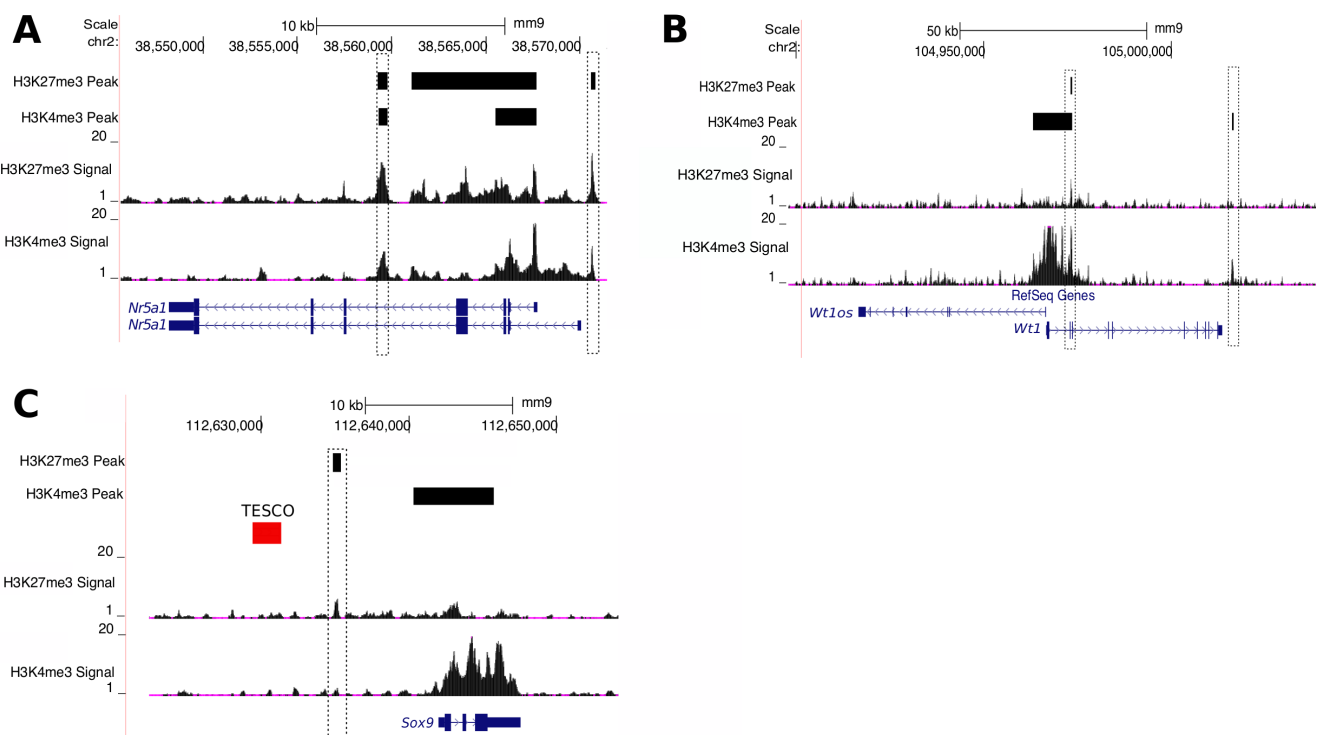 A
Scale
10 kb
mm9
chr2:
38,550,000
38,555,000
38,560,000
38,565,000
38,570,000
H3K27me3 Peak
H3K4me3 Peak
20
H3K27me3 Signal
1
20
H3K4me3 Signal
1
Nr5a1
Nr5a1
B
Scale
50 kb
mm9
chr2:
104,950,000
105,000,000
H3K27me3 Peak
H3K4me3 Peak
20
H3K27me3 Signal
1
20
H3K4me3 Signal
1
RefSeq Genes
Wt1os
Wt1
C
10 kb
mm9
112,630,000
112,640,000
112,650,000
H3K27me3 Peak
H3K4me3 Peak
TESCO
20
H3K27me3 Signal
1
20
H3K4me3 Signal
1
Sox9